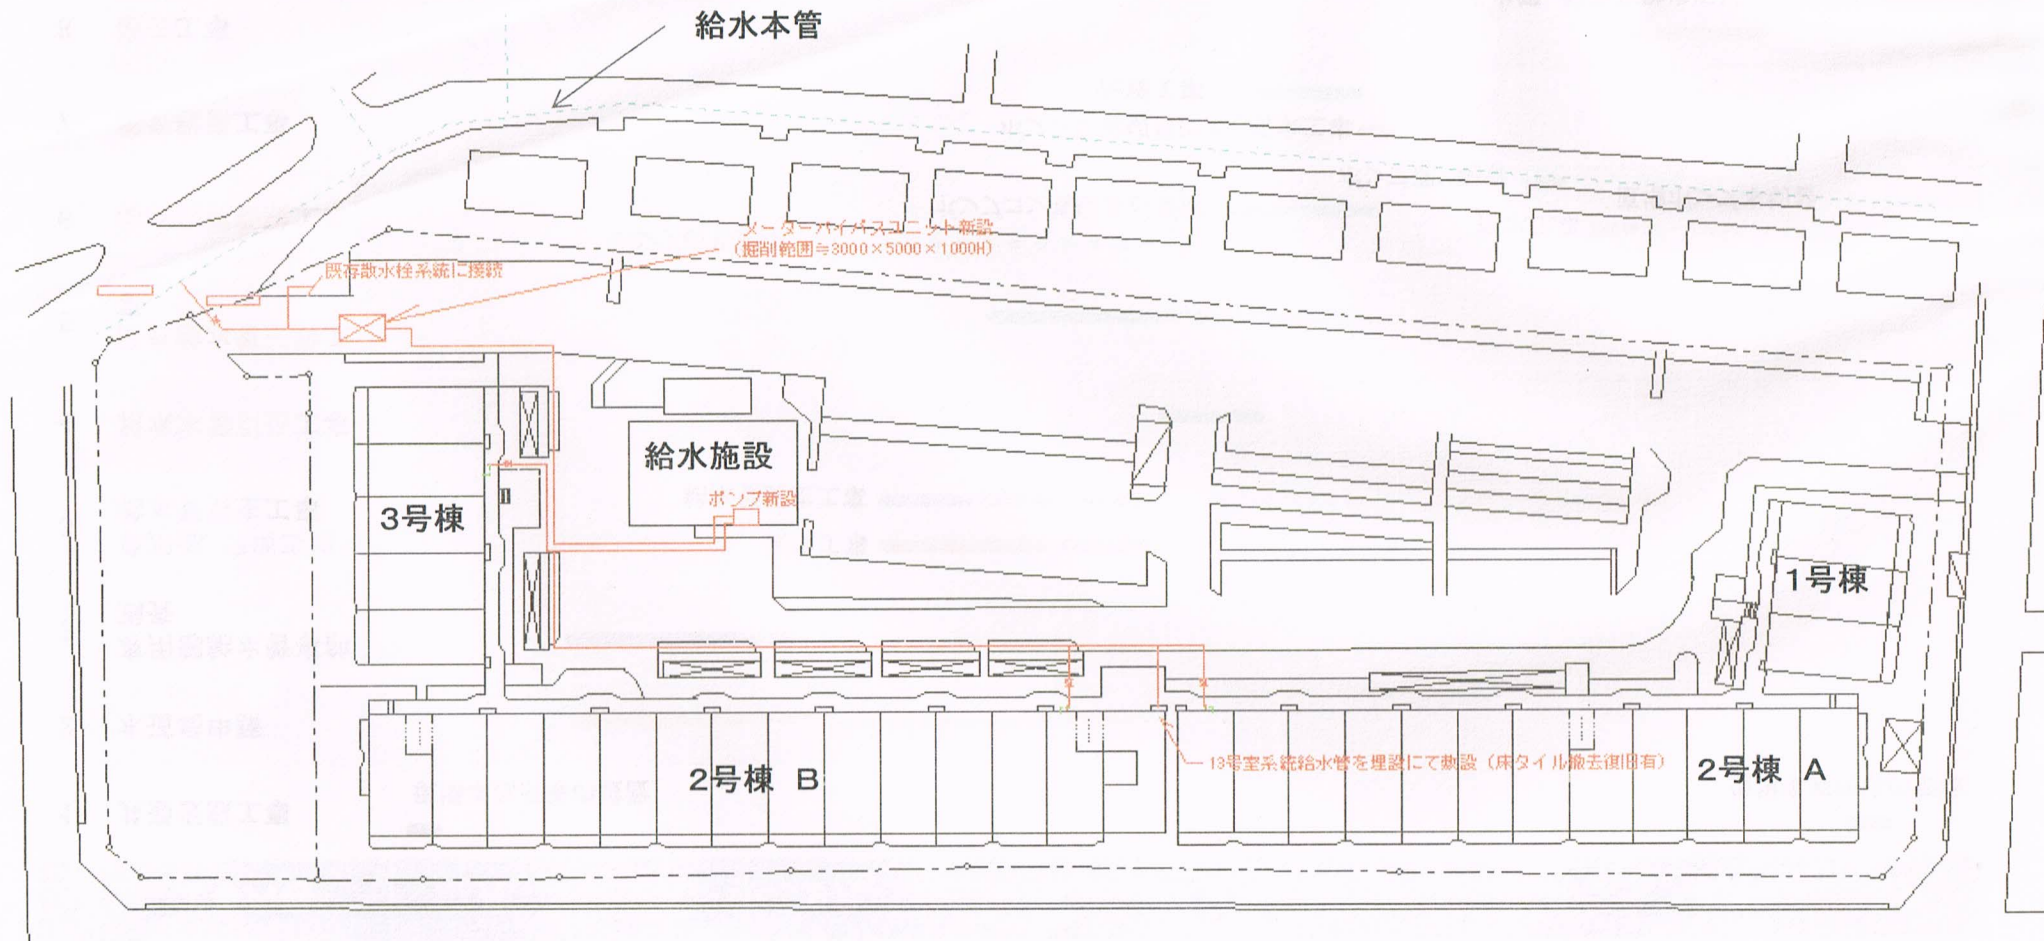 給水本管
メーターバイパスユニット新設
(掘削範囲≒3000×5000×1000H)
既存散水栓系統に接続
給水施設
ポンプ新設
3号棟
1号棟
13号室系統給水管を埋設にて敷設（床タイル撤去復旧有）
2号棟 B
2号棟 A